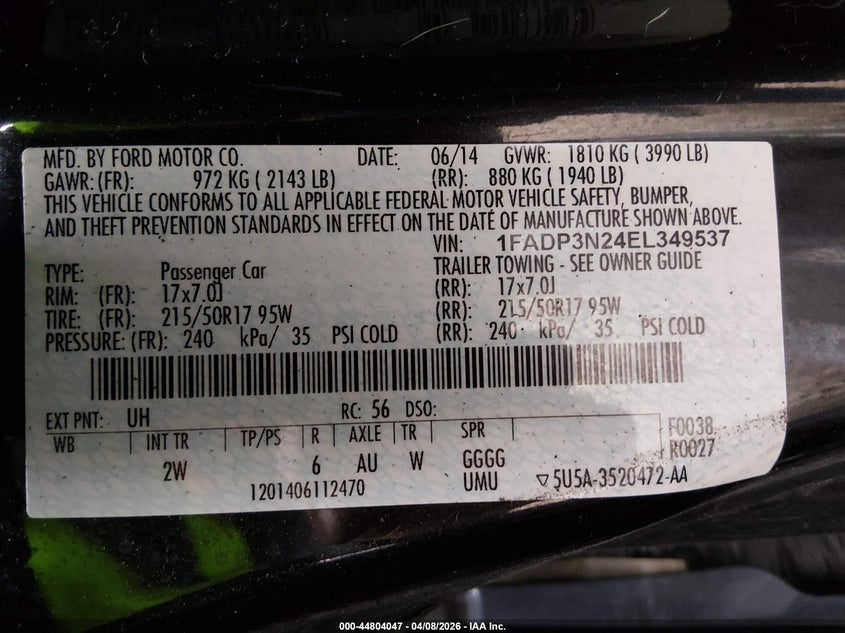 MFD. BY FORD MOTOR CO. DATE: 06/14 GVWR: 1810 KG ( 3990 LB)
GAWR: (FR): 972 KG ( 2143 LB) (RR): 880 KG ( 1940 LB)
THIS VEHICLE CONFORMS TO ALL APPLICABLE FEDERAL MOTOR VEHICLE SAFETY, BUMPER,
AND THEFT PREVENTION STANDARDS IN EFFECT ON THE DATE OF MANUFACTURE SHOWN ABOVE.
VIN: 1FADP3N24EL349537
TYPE: Passenger Car TRAILER TOWING - SEE OWNER GUIDE
RIM: (FR): 17x7.0J (RR): 17x7.0J
TIRE: (FR): 215/50R17 95W (RR): 215/50R17 95W
PRESSURE: (FR): 240 kPa/ 35 PSI COLD (RR): 240 kPa/ 35 PSI COLD
EXT PNT: UH RC: 56 DSO: F0038
WB INT TR TP/PS R AXLE TR SPR R0027
2W 6 AU W GGGG
1201406112470 UMU ▽5U5A-3520472-AA
000-44804047 - 04/08/2026 - IAA Inc.